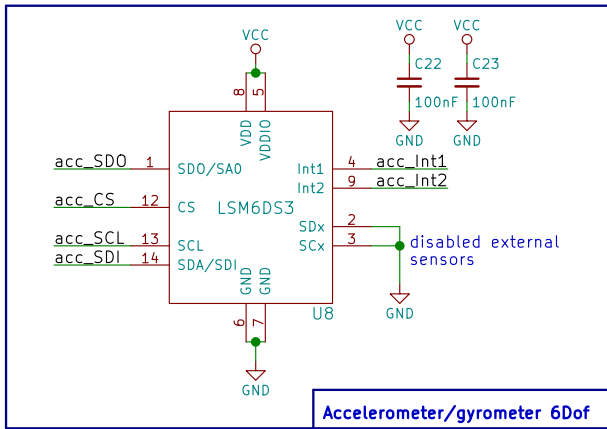 VCC
VCC
VCC
C22
C23
100nF
100nF
GND
GND
8
5
VDD
VDDIO
acc_SDO
1
SDO/SA0
Int1
4
acc_Int1
Int2
9
acc_Int2
acc_CS
12
CS
LSM6DS3
SDx
2
acc_SCL
13
SCL
SCx
3
disabled external
sensors
acc_SDI
14
SDA/SDI
GND
GND
6
7
U8
GND
GND
Accelerometer/gyrometer 6Dof